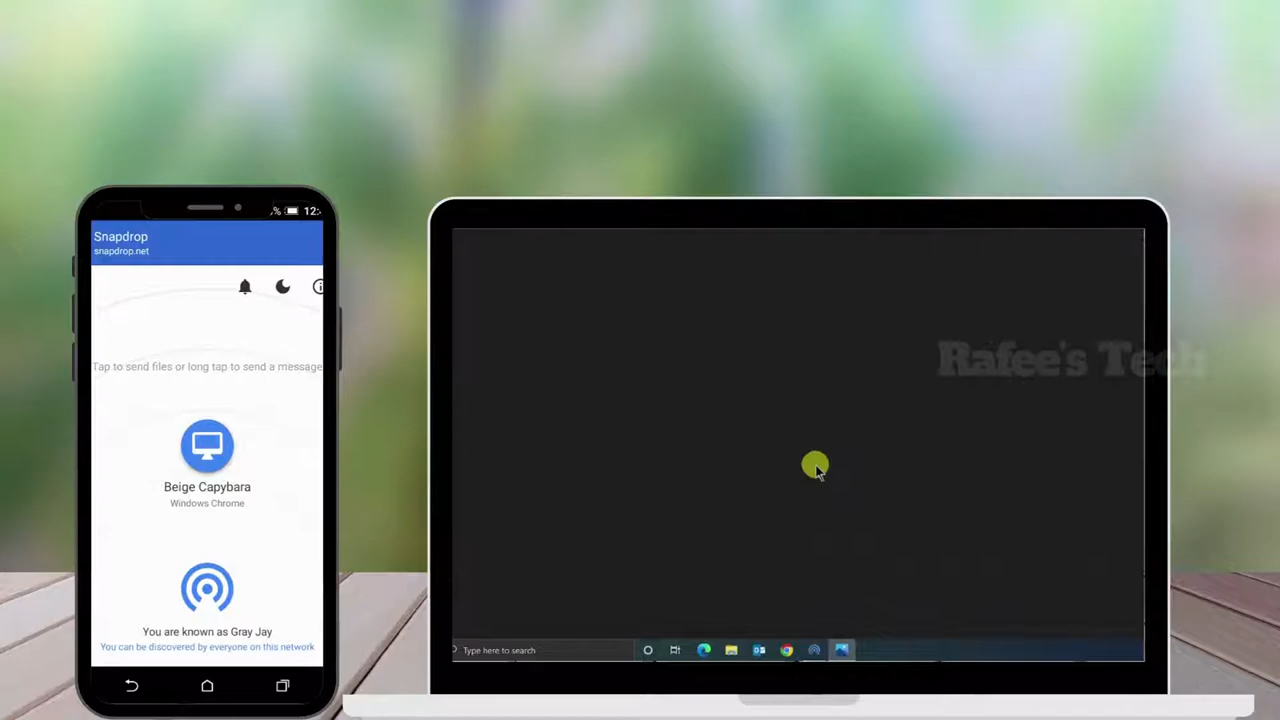 % 12:
Snapdrop
snapdrop.net
Tap to send files or long tap to send a message
Beige Capybara
Windows Chrome
You are known as Gray Jay
You can be discovered by everyone on this network
Rafee's Tech
Type here to search